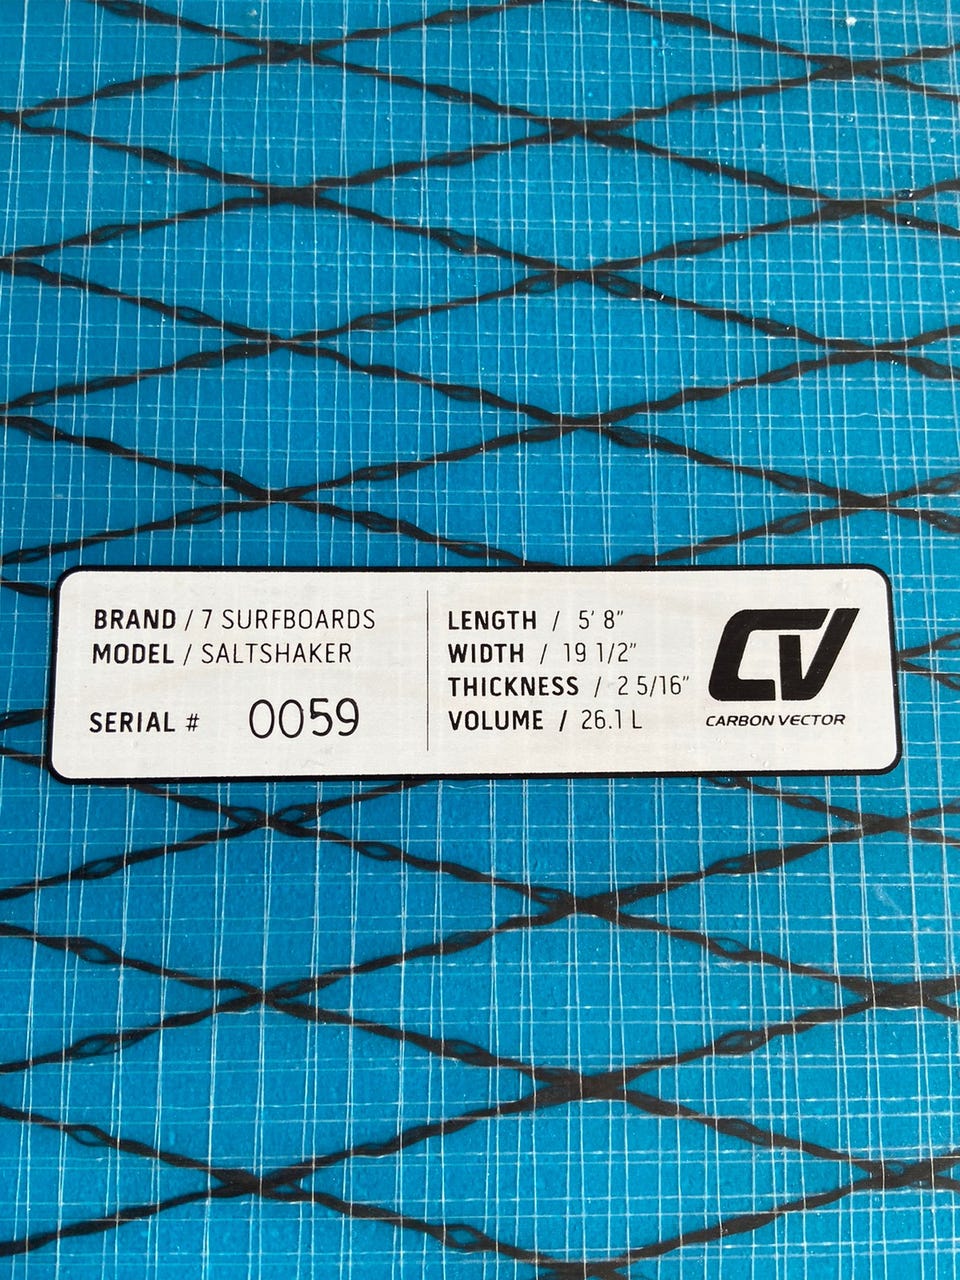 BRAND / 7 SURFBOARDS
MODEL / SALTSHAKER
SERIAL # 0059
LENGTH / 5' 8"
WIDTH / 19 1/2"
THICKNESS / 2 5/16"
VOLUME / 26.1 L
CV
CARBON VECTOR